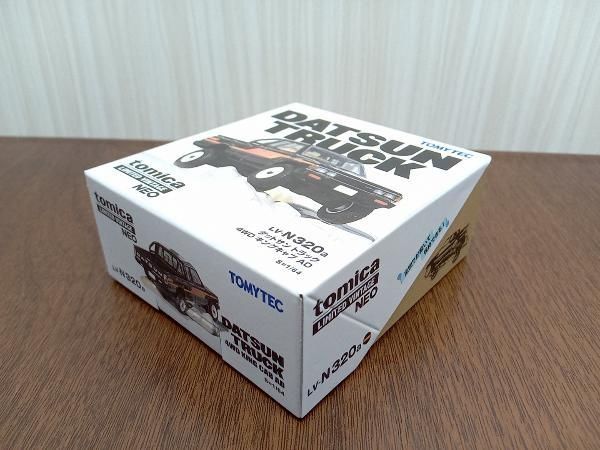 DATSUN
TRUCK
TOMYTEC
tomica
LIMITED VINTAGE
NEO
LV-N320a
ダットサントラック
4WD キングキャブ AD
S=1/64
tomica
LIMITED VINTAGE
NEO
LV-N320a
TOMYTEC
DATSUN
TRUCK
4WD KING CAB AD
S=1/64
tomica
LIMITED VINTAGE
NEO
LV-N320a